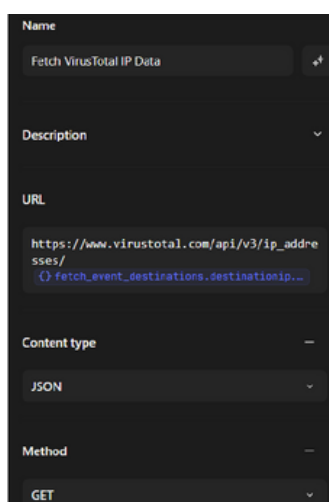 Name
Fetch VirusTotal IP Data
Description
URL
https://www.virustotal.com/api/v3/ip_addre
sses/
{} fetch_event_destinations.destinationip...
Content type
JSON
Method
GET